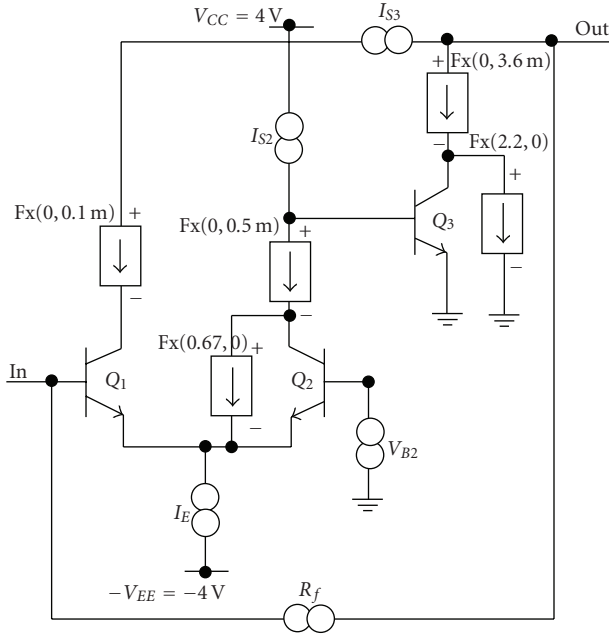 V_CC = 4 V
I_S3
Out
+ Fx(0, 3.6 m)
I_S2
− Fx(2.2, 0)
+
Fx(0, 0.1 m) +
Fx(0, 0.5 m) +
Q_3
−
−
−
Fx(0.67, 0) +
In
Q_1
Q_2
−
V_B2
I_E
−V_EE = −4 V
R_f